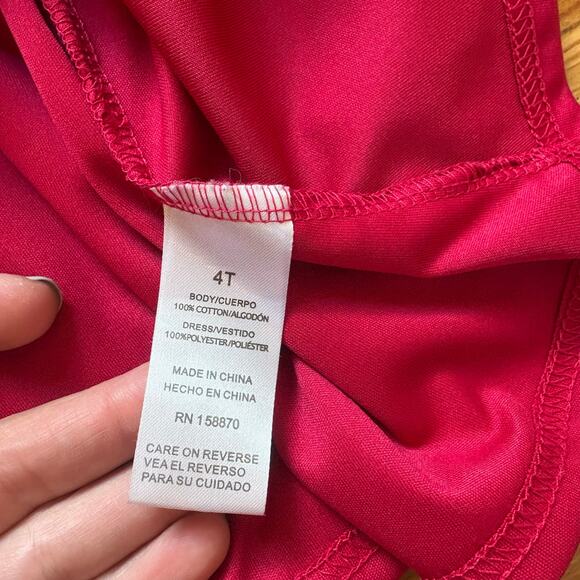 4T
BODY/CUERPO
100% COTTON/ALGODÓN
DRESS/VESTIDO
100%POLYESTER/POLIÉSTER
MADE IN CHINA
HECHO EN CHINA
RN 158870
CARE ON REVERSE
VEA EL REVERSO
PARA SU CUIDADO